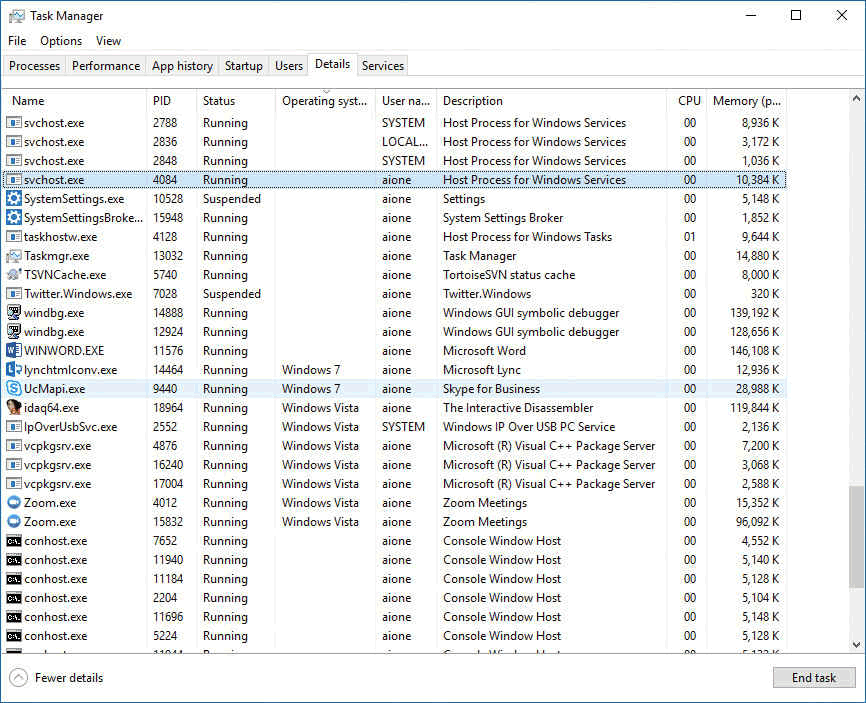 Task Manager
File Options View
Processes Performance App history Startup Users Details Services
Name PID Status Operating syst... User na... Description CPU Memory (p...
svchost.exe 2788 Running SYSTEM Host Process for Windows Services 00 8,936 K
svchost.exe 2836 Running LOCAL... Host Process for Windows Services 00 3,172 K
svchost.exe 2848 Running SYSTEM Host Process for Windows Services 00 1,036 K
svchost.exe 4084 Running aione Host Process for Windows Services 00 10,384 K
SystemSettings.exe 10528 Suspended aione Settings 00 5,148 K
SystemSettingsBroke... 15948 Running aione System Settings Broker 00 1,852 K
taskhostw.exe 4128 Running aione Host Process for Windows Tasks 01 9,644 K
Taskmgr.exe 13032 Running aione Task Manager 00 14,880 K
TSVNCache.exe 5740 Running aione TortoiseSVN status cache 00 8,000 K
Twitter.Windows.exe 7028 Suspended aione Twitter.Windows 00 320 K
windbg.exe 14888 Running aione Windows GUI symbolic debugger 00 139,192 K
windbg.exe 12924 Running aione Windows GUI symbolic debugger 00 128,656 K
WINWORD.EXE 11576 Running aione Microsoft Word 00 146,108 K
lynchtmlconv.exe 14464 Running Windows 7 aione Microsoft Lync 00 12,936 K
UcMapi.exe 9440 Running Windows 7 aione Skype for Business 00 28,988 K
idaq64.exe 18964 Running Windows Vista aione The Interactive Disassembler 00 119,844 K
IpOverUsbSvc.exe 2552 Running Windows Vista SYSTEM Windows IP Over USB PC Service 00 2,136 K
vcpkgsrv.exe 4876 Running Windows Vista aione Microsoft (R) Visual C++ Package Server 00 7,200 K
vcpkgsrv.exe 16240 Running Windows Vista aione Microsoft (R) Visual C++ Package Server 00 3,068 K
vcpkgsrv.exe 17004 Running Windows Vista aione Microsoft (R) Visual C++ Package Server 00 2,588 K
Zoom.exe 4012 Running Windows Vista aione Zoom Meetings 00 15,352 K
Zoom.exe 15832 Running Windows Vista aione Zoom Meetings 00 96,092 K
conhost.exe 7652 Running aione Console Window Host 00 4,552 K
conhost.exe 11940 Running aione Console Window Host 00 5,140 K
conhost.exe 11184 Running aione Console Window Host 00 5,128 K
conhost.exe 2204 Running aione Console Window Host 00 5,104 K
conhost.exe 11696 Running aione Console Window Host 00 5,148 K
conhost.exe 5224 Running aione Console Window Host 00 5,128 K
Fewer details End task